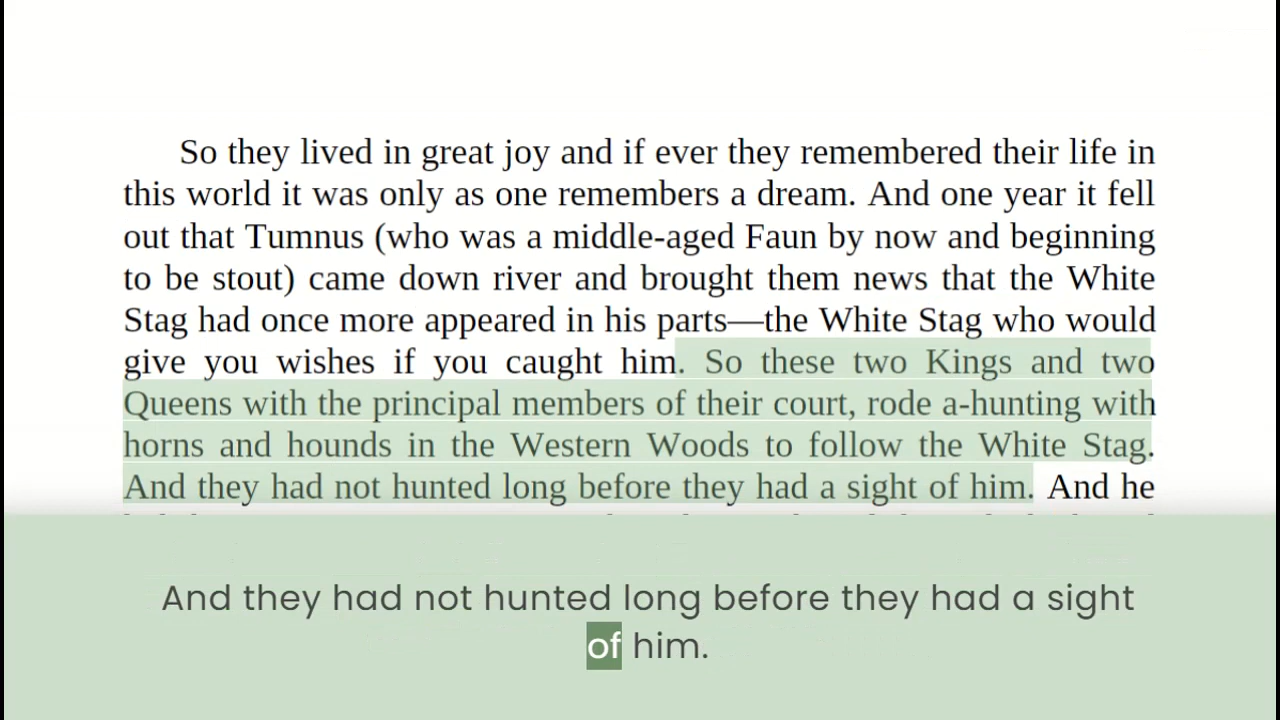 So they lived in great joy and if ever they remembered their life in
this world it was only as one remembers a dream. And one year it fell
out that Tumnus (who was a middle-aged Faun by now and beginning
to be stout) came down river and brought them news that the White
Stag had once more appeared in his parts—the White Stag who would
give you wishes if you caught him. So these two Kings and two
Queens with the principal members of their court, rode a-hunting with
horns and hounds in the Western Woods to follow the White Stag.
And they had not hunted long before they had a sight of him. And he
And they had not hunted long before they had a sight
of him.